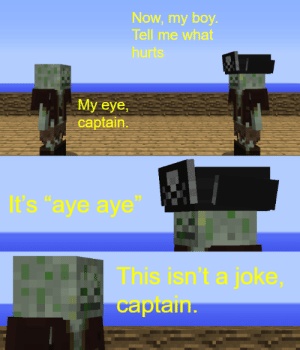 Now, my boy.
Tell me what
hurts
My eye,
captain.
It's "aye aye"
This isn't a joke,
captain.